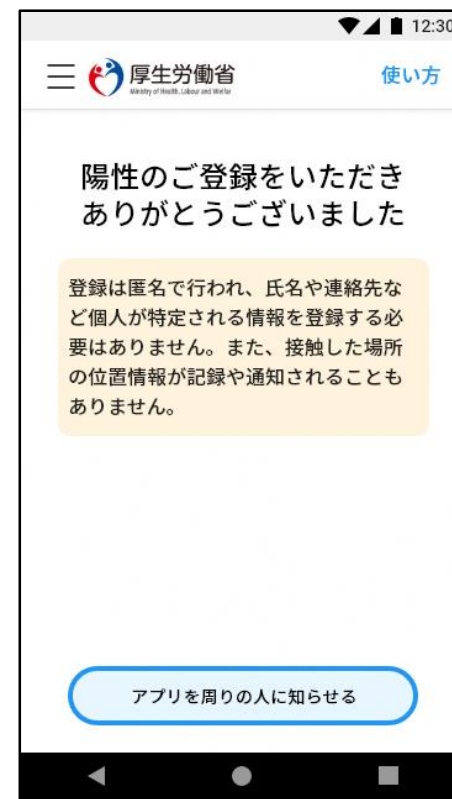 12:30
厚生労働省
Ministry of Health, Labour and Welfar
使い方
陽性のご登録をいただき
ありがとうございました
登録は匿名で行われ、氏名や連絡先な
ど個人が特定される情報を登録する必
要はありません。また、接触した場所
の位置情報が記録や通知されることも
ありません。
アプリを周りの人に知らせる